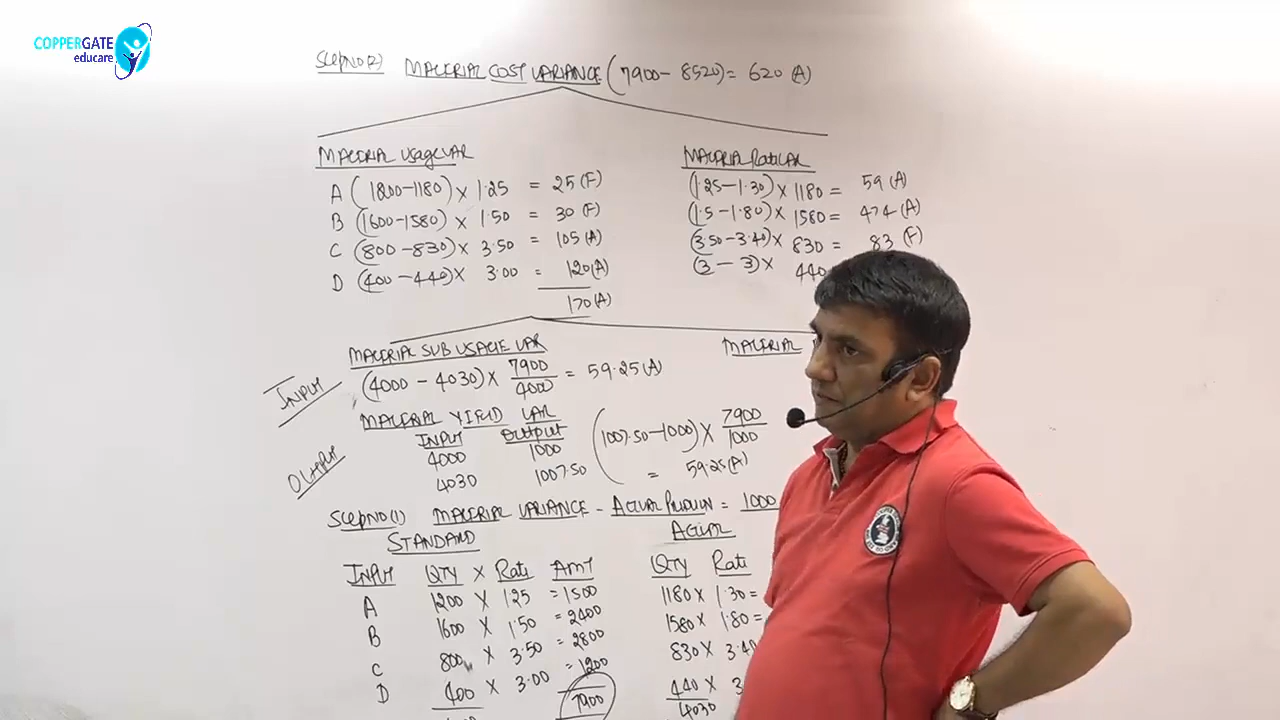 COPPERGATE
educare
Step NO(2) MATERIAL COST VARIANCE (7900 - 8520) = 620 (A)
MATERIAL Usage VAR
A (1200-1180) × 1.25 = 25 (F)
B (1600-1580) × 1.50 = 30 (F)
C (800-830) × 3.50 = 105 (A)
D (400-440) × 3.00 = 120 (A)
170 (A)
MATERIAL Rate VAR
(1.25-1.30) × 1180 = 59 (A)
(1.5-1.80) × 1580 = 474 (A)
(3.50-3.40) × 830 = 83 (F)
(3-3) × 440
MATERIAL SUB USAGE VAR
INPUT (4000 - 4030) × 7900/4000 = 59.25 (A)
MATERIAL
MATERIAL YIELD VAR
OUTPUT
INPUT OUTPUT
4000 1000
4030 1007.50
(1007.50-1000) × 7900/1000
= 59.25 (A)
Step NO(1) MATERIAL VARIANCE - Actual = 1000
STANDARD
INPUT QTY × Rate AMT
A 1200 × 1.25 = 1500
B 1600 × 1.50 = 2400
C 800 × 3.50 = 2800
D 400 × 3.00 = 1200
7900
ACTUAL
QTY Rate
1180 × 1.30 =
1580 × 1.80 =
830 × 3.40
440 × 3
4030